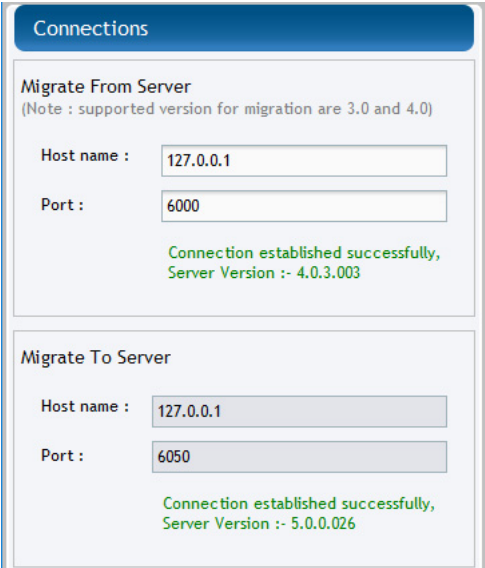 Connections
Migrate From Server
(Note : supported version for migration are 3.0 and 4.0)
Host name : 127.0.0.1
Port : 6000
Connection established successfully,
Server Version :- 4.0.3.003
Migrate To Server
Host name : 127.0.0.1
Port : 6050
Connection established successfully,
Server Version :- 5.0.0.026